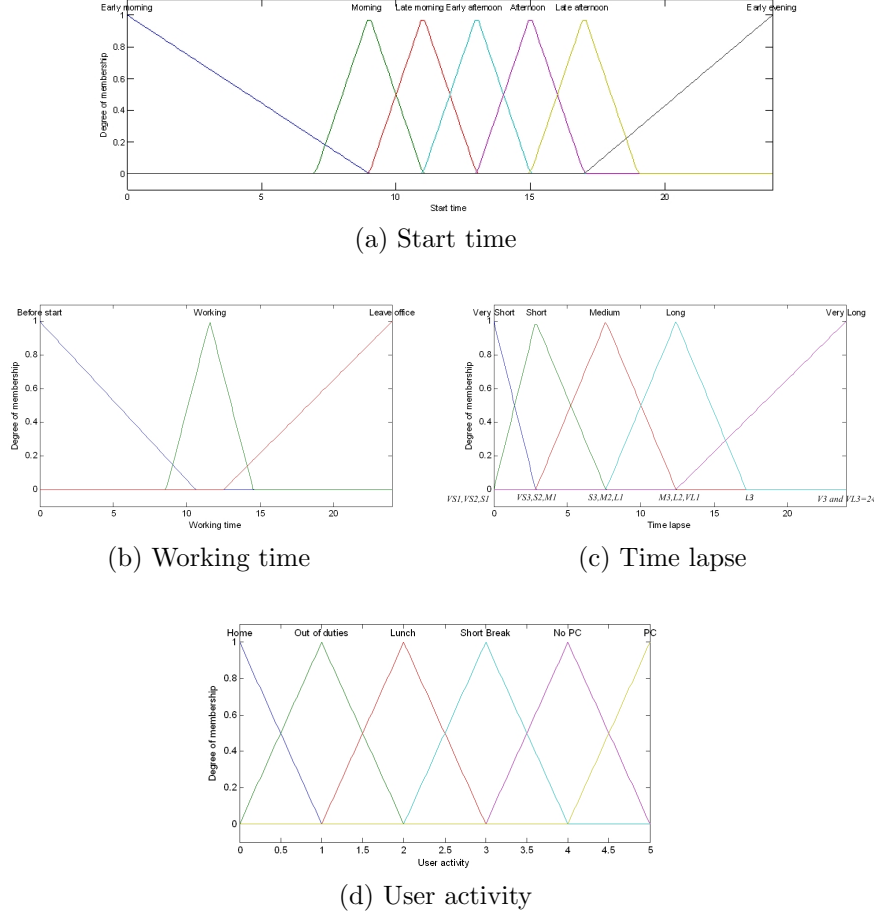 Early morning Morning Late morning Early afternoon Afternoon Late afternoon Early evening
1
0.8
0.6
0.4
0.2
0
Degree of membership
0 5 10 15 20
Start time
(a) Start time
Before start Working Leave office
1
0.8
0.6
0.4
0.2
0
Degree of membership
0 5 10 15 20
Working time
(b) Working time
Very Short Short Medium Long Very Long
1
0.8
0.6
0.4
0.2
0
Degree of membership
VS1,VS2,S1 VS3,S2,M1 S3,M2,L1 M3,L2,VL1 L3 V3 and VL3=24
0 5 10 15 20
Time lapse
(c) Time lapse
Home Out of duties Lunch Short Break No PC PC
1
0.8
0.6
0.4
0.2
0
Degree of membership
0 0.5 1 1.5 2 2.5 3 3.5 4 4.5 5
User activity
(d) User activity